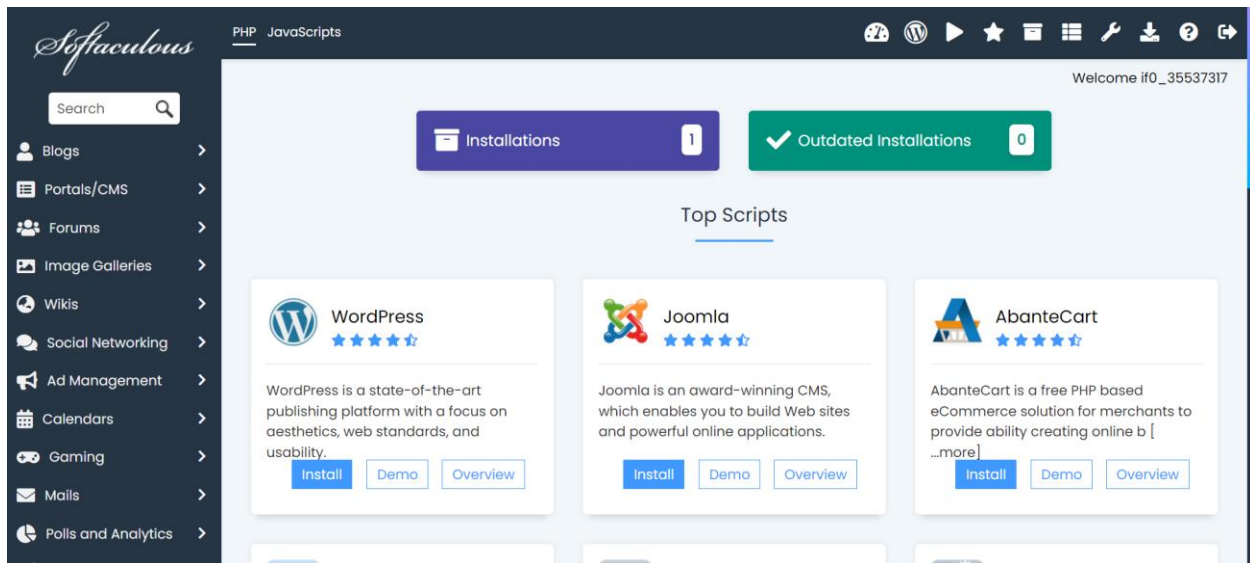 Softaculous
PHP JavaScripts
Welcome if0_35537317
Search
Blogs
Portals/CMS
Forums
Image Galleries
Wikis
Social Networking
Ad Management
Calendars
Gaming
Mails
Polls and Analytics
Installations 1
Outdated Installations 0
Top Scripts
WordPress
WordPress is a state-of-the-art
publishing platform with a focus on
aesthetics, web standards, and
usability.
Install Demo Overview
Joomla
Joomla is an award-winning CMS,
which enables you to build Web sites
and powerful online applications.
Install Demo Overview
AbanteCart
AbanteCart is a free PHP based
eCommerce solution for merchants to
provide ability creating online b [
...more]
Install Demo Overview